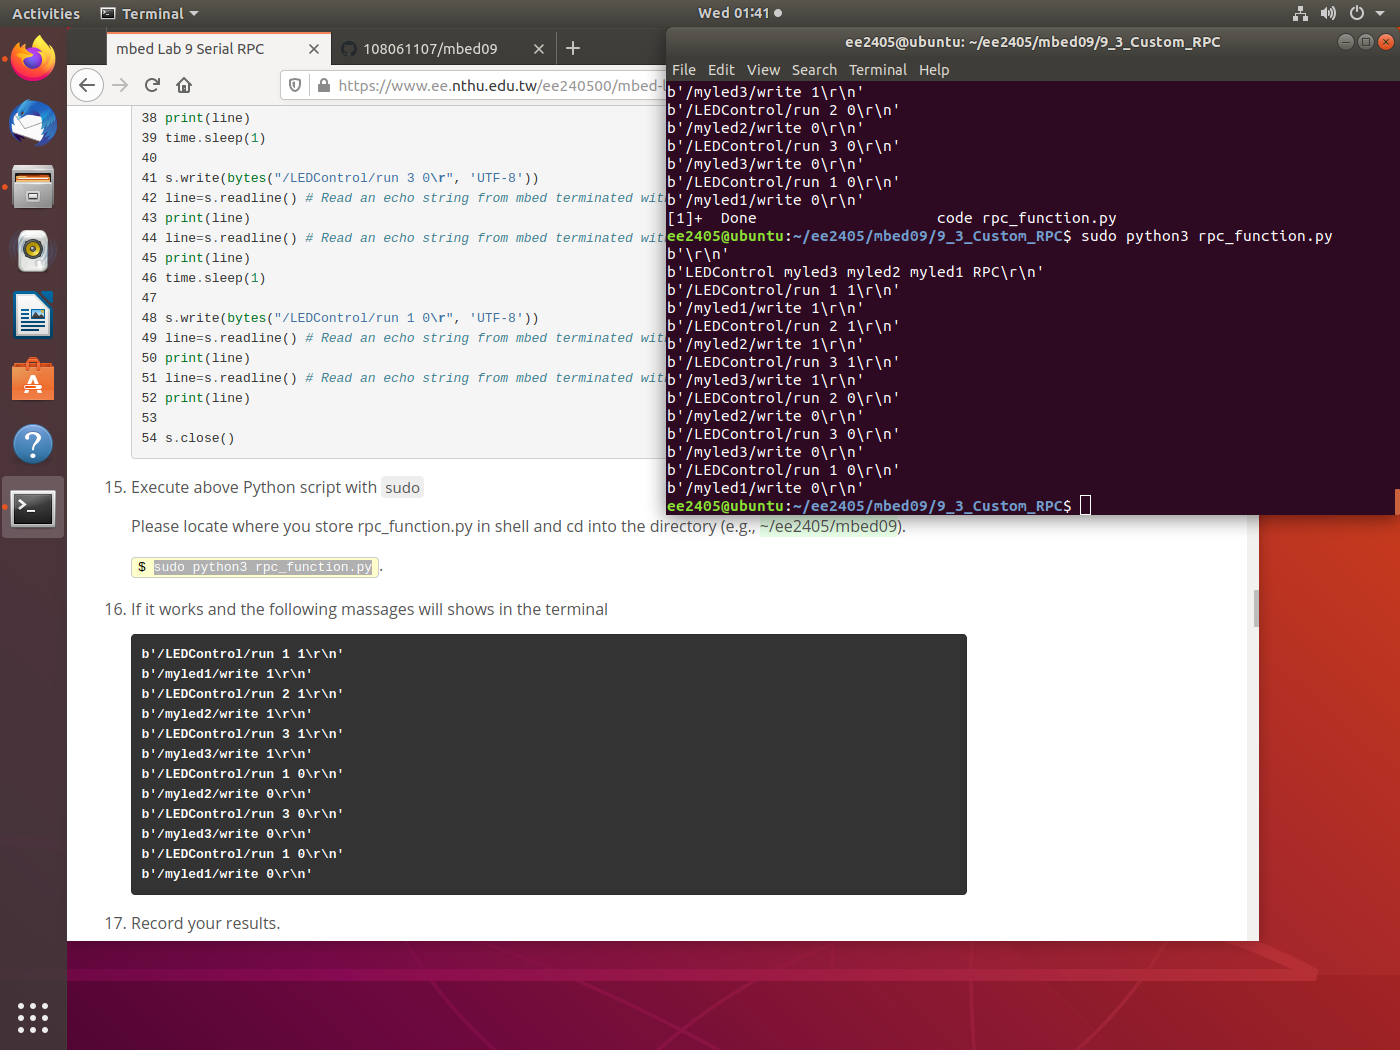 Activities
Terminal
Wed 01:41
mbed Lab 9 Serial RPC
108061107/mbed09
https://www.ee.nthu.edu.tw/ee240500/mbed-
38 print(line)
39 time.sleep(1)
40
41 s.write(bytes("/LEDControl/run 3 0\r", 'UTF-8'))
42 line=s.readline() # Read an echo string from mbed terminated wit
43 print(line)
44 line=s.readline() # Read an echo string from mbed terminated wit
45 print(line)
46 time.sleep(1)
47
48 s.write(bytes("/LEDControl/run 1 0\r", 'UTF-8'))
49 line=s.readline() # Read an echo string from mbed terminated wit
50 print(line)
51 line=s.readline() # Read an echo string from mbed terminated wit
52 print(line)
53
54 s.close()
15. Execute above Python script with sudo
Please locate where you store rpc_function.py in shell and cd into the directory (e.g., ~/ee2405/mbed09).
$ sudo python3 rpc_function.py.
16. If it works and the following massages will shows in the terminal
b'/LEDControl/run 1 1\r\n'
b'/myled1/write 1\r\n'
b'/LEDControl/run 2 1\r\n'
b'/myled2/write 1\r\n'
b'/LEDControl/run 3 1\r\n'
b'/myled3/write 1\r\n'
b'/LEDControl/run 1 0\r\n'
b'/myled2/write 0\r\n'
b'/LEDControl/run 3 0\r\n'
b'/myled3/write 0\r\n'
b'/LEDControl/run 1 0\r\n'
b'/myled1/write 0\r\n'
17. Record your results.
ee2405@ubuntu: ~/ee2405/mbed09/9_3_Custom_RPC
File Edit View Search Terminal Help
b'/myled3/write 1\r\n'
b'/LEDControl/run 2 0\r\n'
b'/myled2/write 0\r\n'
b'/LEDControl/run 3 0\r\n'
b'/myled3/write 0\r\n'
b'/LEDControl/run 1 0\r\n'
b'/myled1/write 0\r\n'
[1]+  Done                    code rpc_function.py
ee2405@ubuntu:~/ee2405/mbed09/9_3_Custom_RPC$ sudo python3 rpc_function.py
b'\r\n'
b'LEDControl myled3 myled2 myled1 RPC\r\n'
b'/LEDControl/run 1 1\r\n'
b'/myled1/write 1\r\n'
b'/LEDControl/run 2 1\r\n'
b'/myled2/write 1\r\n'
b'/LEDControl/run 3 1\r\n'
b'/myled3/write 1\r\n'
b'/LEDControl/run 2 0\r\n'
b'/myled2/write 0\r\n'
b'/LEDControl/run 3 0\r\n'
b'/myled3/write 0\r\n'
b'/LEDControl/run 1 0\r\n'
b'/myled1/write 0\r\n'
ee2405@ubuntu:~/ee2405/mbed09/9_3_Custom_RPC$